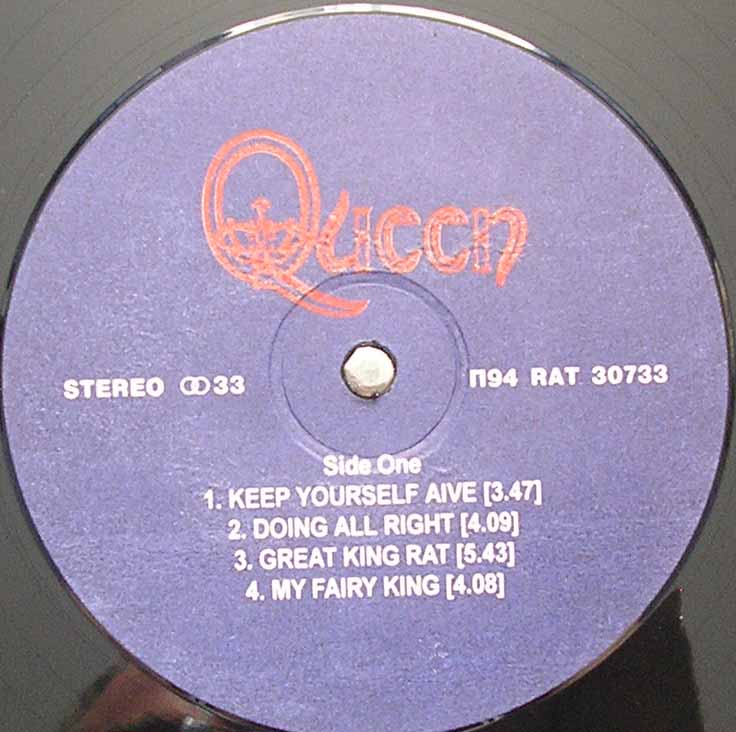 Queen
STEREO 33
П94 RAT 30733
Side One
1. KEEP YOURSELF AIVE [3.47]
2. DOING ALL RIGHT [4.09]
3. GREAT KING RAT [5.43]
4. MY FAIRY KING [4.08]